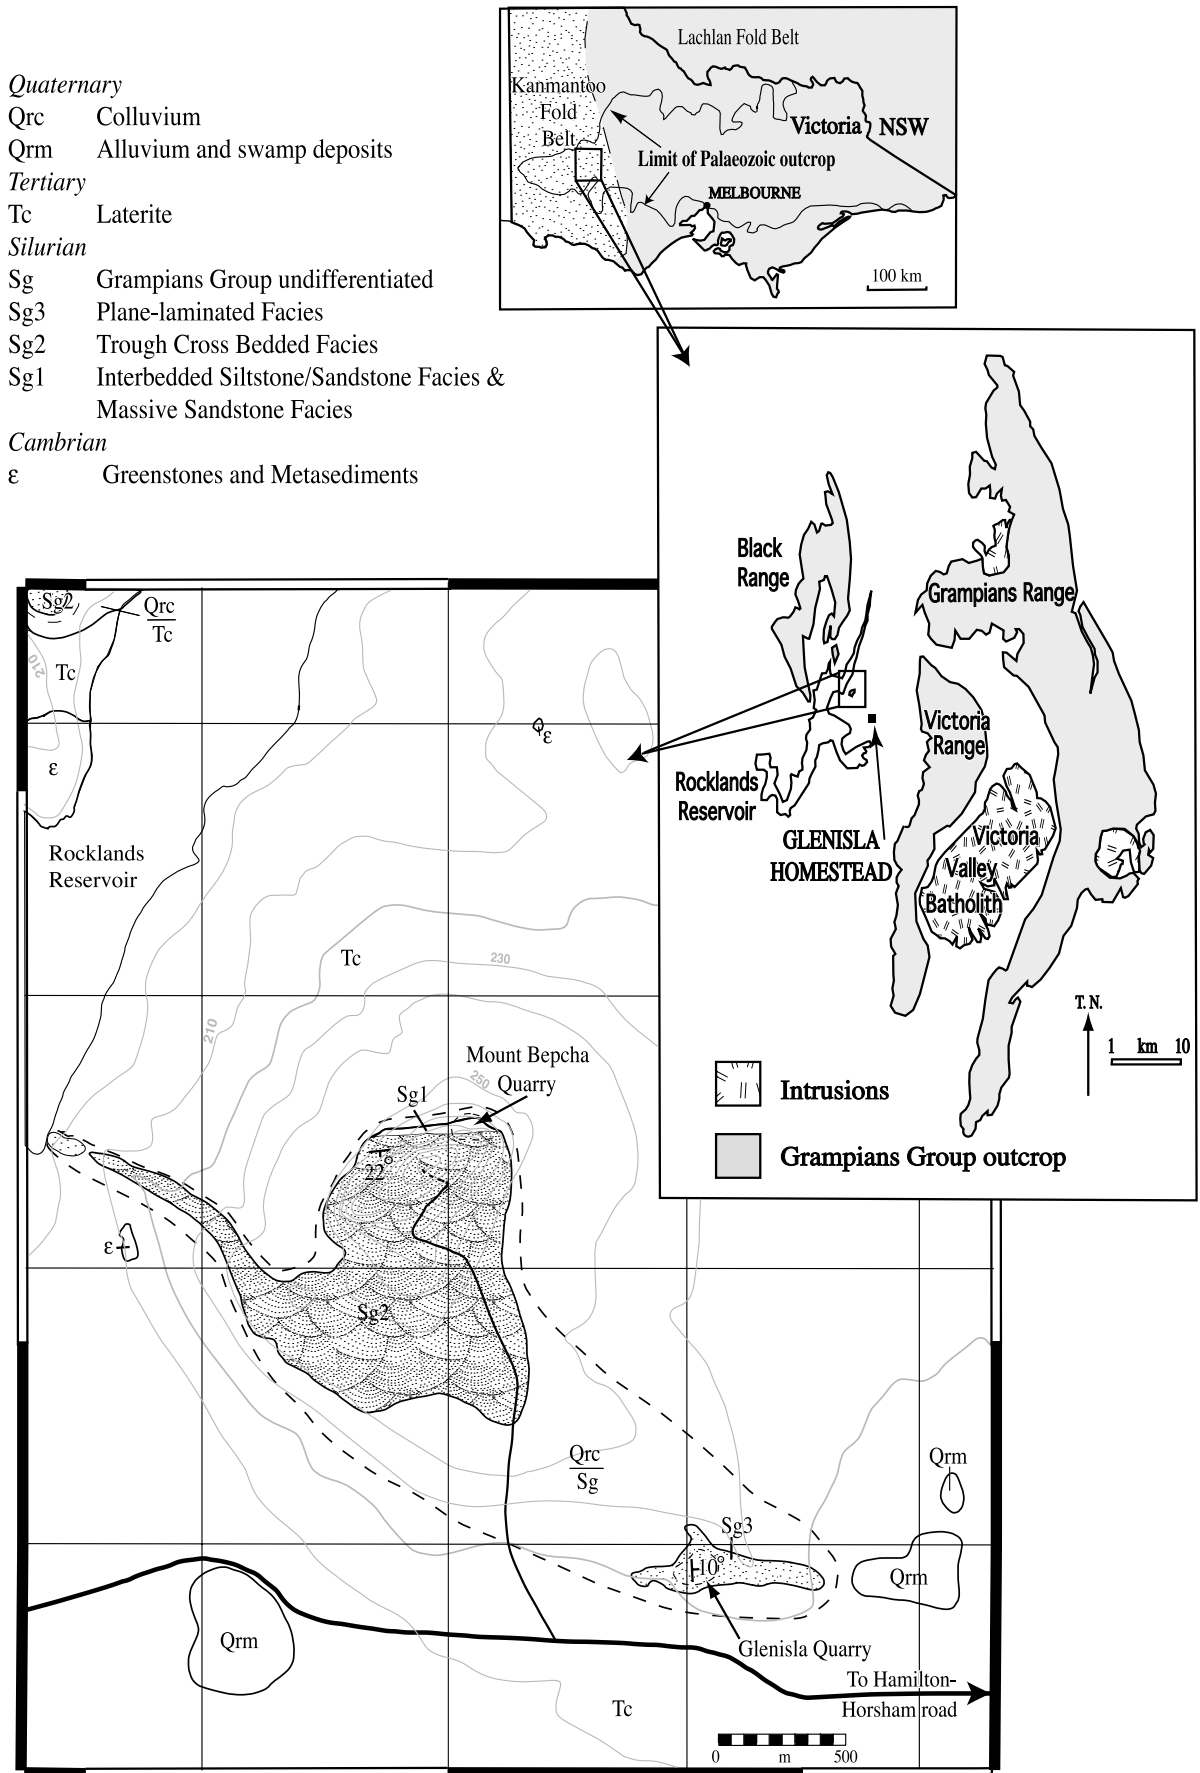 Quaternary
Qrc Colluvium
Qrm Alluvium and swamp deposits
Tertiary
Tc Laterite
Silurian
Sg Grampians Group undifferentiated
Sg3 Plane-laminated Facies
Sg2 Trough Cross Bedded Facies
Sg1 Interbedded Siltstone/Sandstone Facies &
Massive Sandstone Facies
Cambrian
ε Greenstones and Metasediments
Lachlan Fold Belt
Kanmantoo
Fold
Belt
Victoria
NSW
Limit of Palaeozoic outcrop
MELBOURNE
100 km
Black
Range
Grampians Range
Victoria
Range
Rocklands
Reservoir
GLENISLA
HOMESTEAD
Victoria
Valley
Batholith
T. N.
1 km 10
Intrusions
Grampians Group outcrop
Sg2
Qrc
Tc
210
Tc
ε
ε
Rocklands
Reservoir
Tc
230
210
Mount Bepcha
Quarry
250
Sg1
22°
ε
Sg2
Qrc
Sg
Qrm
Sg3
10°
Qrm
Qrm
Glenisla Quarry
To Hamilton-
Horsham road
Tc
0 m 500